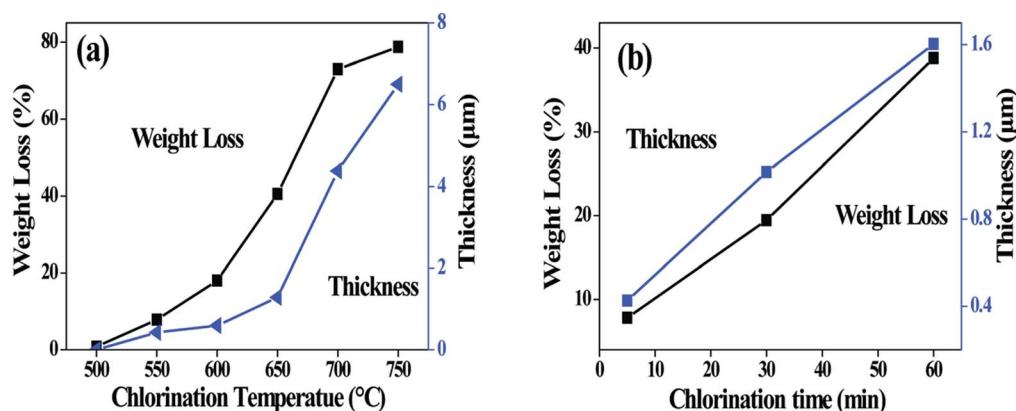 (a)
Weight Loss (%)
80
60
40
20
0
Weight Loss
Thickness
8
6
4
2
0
Thickness (μm)
500 550 600 650 700 750
Chlorination Temperatue (°C)
(b)
Weight Loss (%)
40
30
20
10
Thickness
Weight Loss
1.6
1.2
0.8
0.4
Thickness (μm)
0 10 20 30 40 50 60
Chlorination time (min)